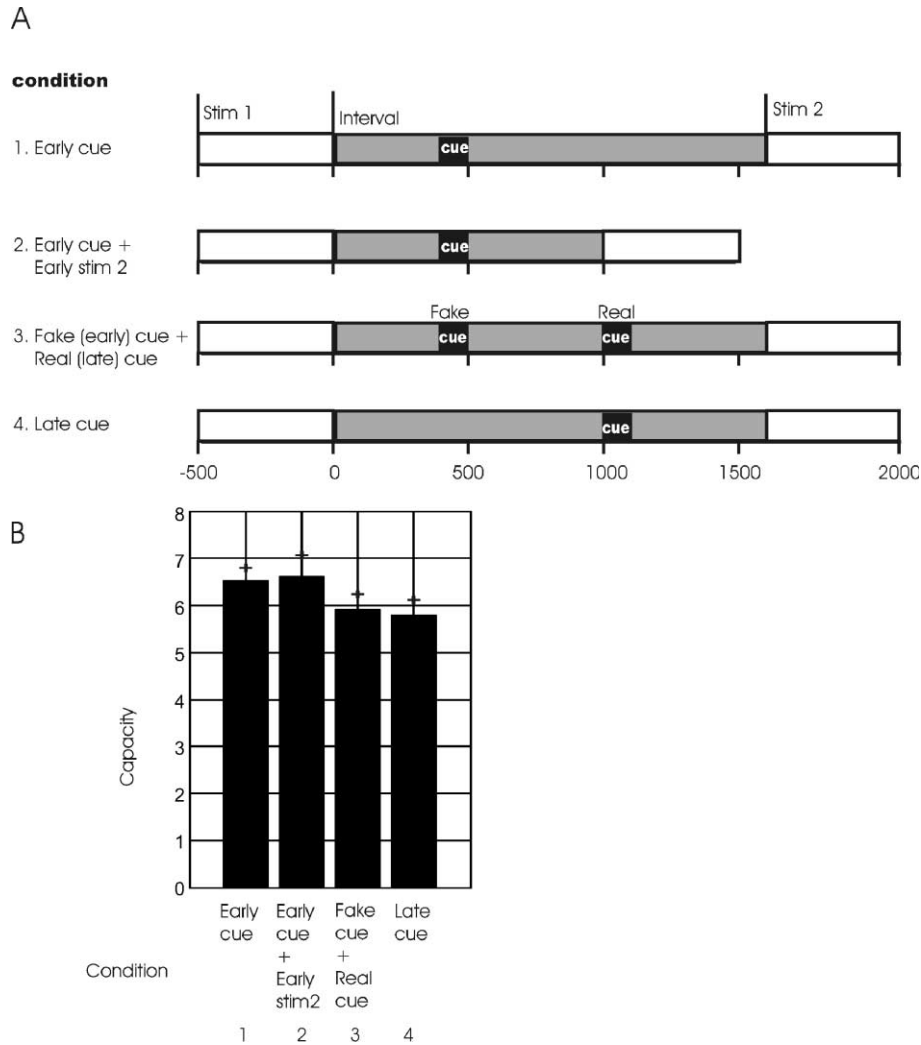 A
condition
Stim 1
Interval
Stim 2
1. Early cue
cue
2. Early cue +
Early stim 2
cue
Fake
Real
3. Fake (early) cue +
Real (late) cue
cue
cue
4. Late cue
cue
-500
0
500
1000
1500
2000
B
8
7
6
5
4
3
2
1
0
Capacity
Early
cue
Early
cue
+
Early
stim2
Fake
cue
+
Real
cue
Late
cue
Condition
1
2
3
4